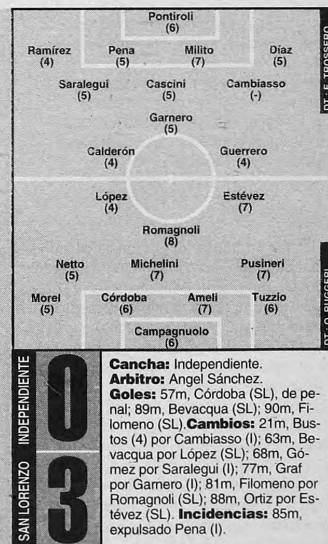 Pontiroli
(6)
Ramírez Pena Milito Díaz
(4) (5) (7) (5)
Saralegui Cascini Cambiasso
(5) (5) (-)
Garnero
(5)
Calderón Guerrero
(4) (4)
DT: E. TROSSERO
López Estévez
(4) (7)
Romagnoli
(8)
Netto Michelini Pusineri
(5) (7) (7)
Morel Córdoba Ameli Tuzzio
(5) (6) (7) (6)
Campagnuolo
(6)
DT: O. RUGGERI
INDEPENDIENTE 0
SAN LORENZO 3
Cancha: Independiente.
Arbitro: Angel Sánchez.
Goles: 57m, Córdoba (SL), de pe-
nal; 89m, Bevacqua (SL); 90m, Fi-
lomeno (SL).Cambios: 21m, Bus-
tos (4) por Cambiasso (I); 63m, Be-
vacqua por López (SL); 68m, Gó-
mez por Saralegui (I); 77m, Graf
por Garnero (I); 81m, Filomeno por
Romagnoli (SL); 88m, Ortiz por Es-
tévez (SL). Incidencias: 85m,
expulsado Pena (I).